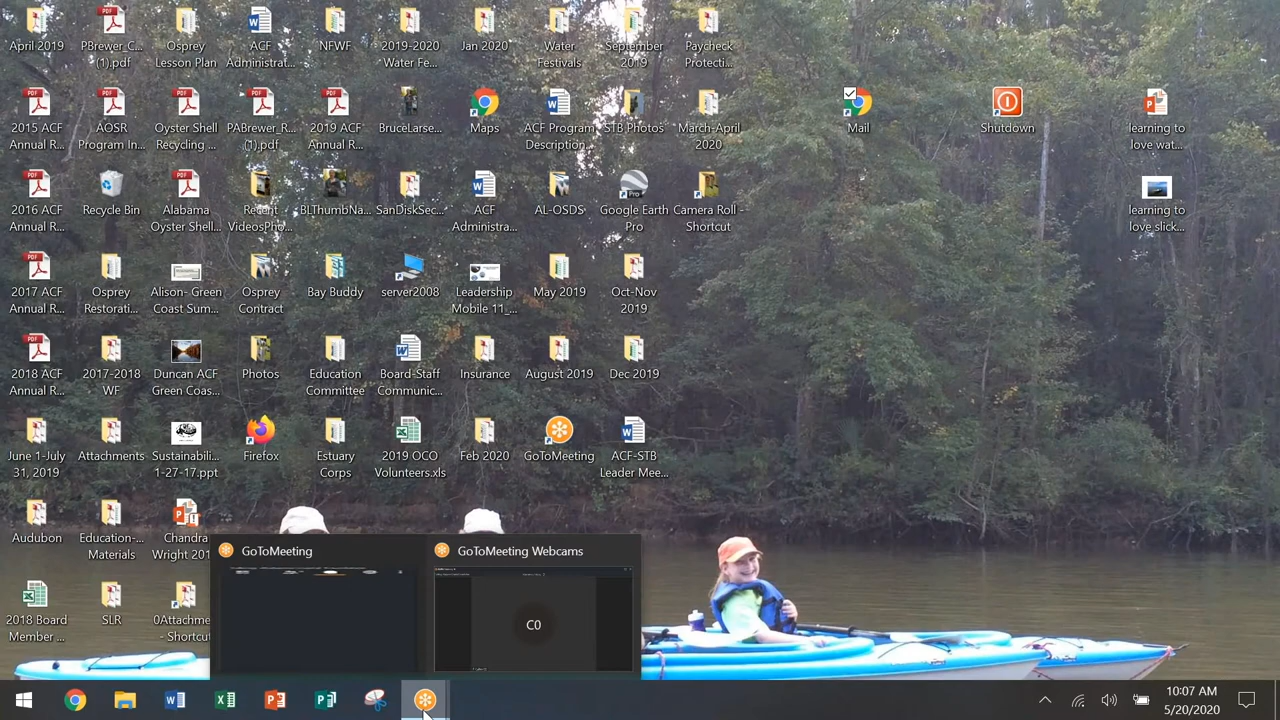 April 2019
PBrewer_C...
(1).pdf
Osprey
Lesson Plan
ACF
Administrat...
NFWF
2019-2020
Water Fe...
Jan 2020
Water
Festivals
September
2019
Paycheck
Protecti...
2015 ACF
Annual R...
AOSR
Program In...
Oyster Shell
Recycling ...
PABrewer_R...
(1).pdf
2019 ACF
Annual R...
BruceLarse...
Maps
ACF Program
Description...
STB Photos
March-April
2020
Mail
Shutdown
learning to
love wat...
2016 ACF
Annual R...
Recycle Bin
Alabama
Oyster Shell...
Recent
VideosPho...
BLThumbNa...
SanDiskSec...
ACF
Administra...
AL-OSDS
Google Earth
Pro
Camera Roll -
Shortcut
learning to
love slick...
2017 ACF
Annual R...
Osprey
Restorati...
Alison- Green
Coast Sum...
Osprey
Contract
Bay Buddy
server2008
Leadership
Mobile 11_...
May 2019
Oct-Nov
2019
2018 ACF
Annual R...
2017-2018
WF
Duncan ACF
Green Coas...
Photos
Education
Committee
Board-Staff
Communic...
Insurance
August 2019
Dec 2019
June 1-July
31, 2019
Attachments
Sustainabili...
1-27-17.ppt
Firefox
Estuary
Corps
2019 OCO
Volunteers.xls
Feb 2020
GoToMeeting
ACF-STB
Leader Mee...
Audubon
Education-
Materials
Chandra
Wright 201
2018 Board
Member ...
SLR
0Attachme
- Shortcut
GoToMeeting
GoToMeeting Webcams
C0
10:07 AM
5/20/2020